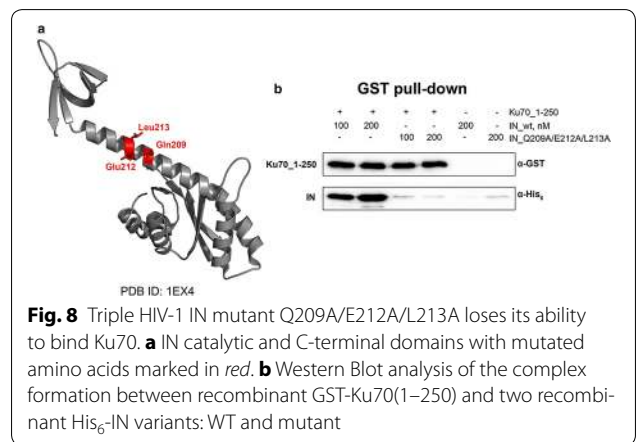 a
Leu213
Gln209
Glu212
PDB ID: 1EX4
b
GST pull-down
+ + + + - - Ku70_1-250
100 200 - - 200 - IN_wt, nM
- - 100 200 - 200 IN_Q209A/E212A/L213A
Ku70_1-250 α-GST
IN α-His₆
Fig. 8 Triple HIV-1 IN mutant Q209A/E212A/L213A loses its ability
to bind Ku70. a IN catalytic and C-terminal domains with mutated
amino acids marked in red. b Western Blot analysis of the complex
formation between recombinant GST-Ku70(1–250) and two recombi-
nant His₆-IN variants: WT and mutant